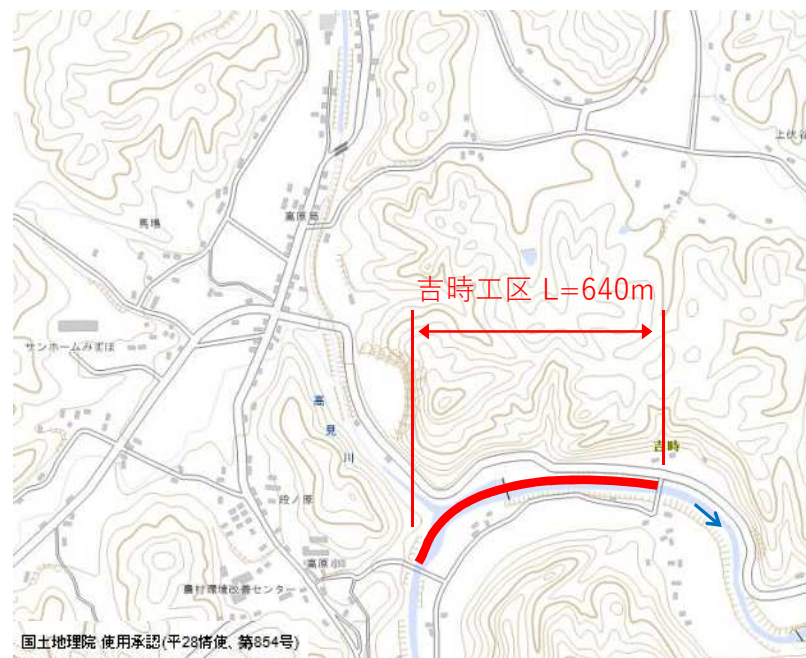 上伏谷
馬場
高原局
吉時工区 L=640m
サンホームみずほ
高見川
吉時
段ノ原
高原小
農村環境改善センター
国土地理院 使用承認(平28情使、第854号)